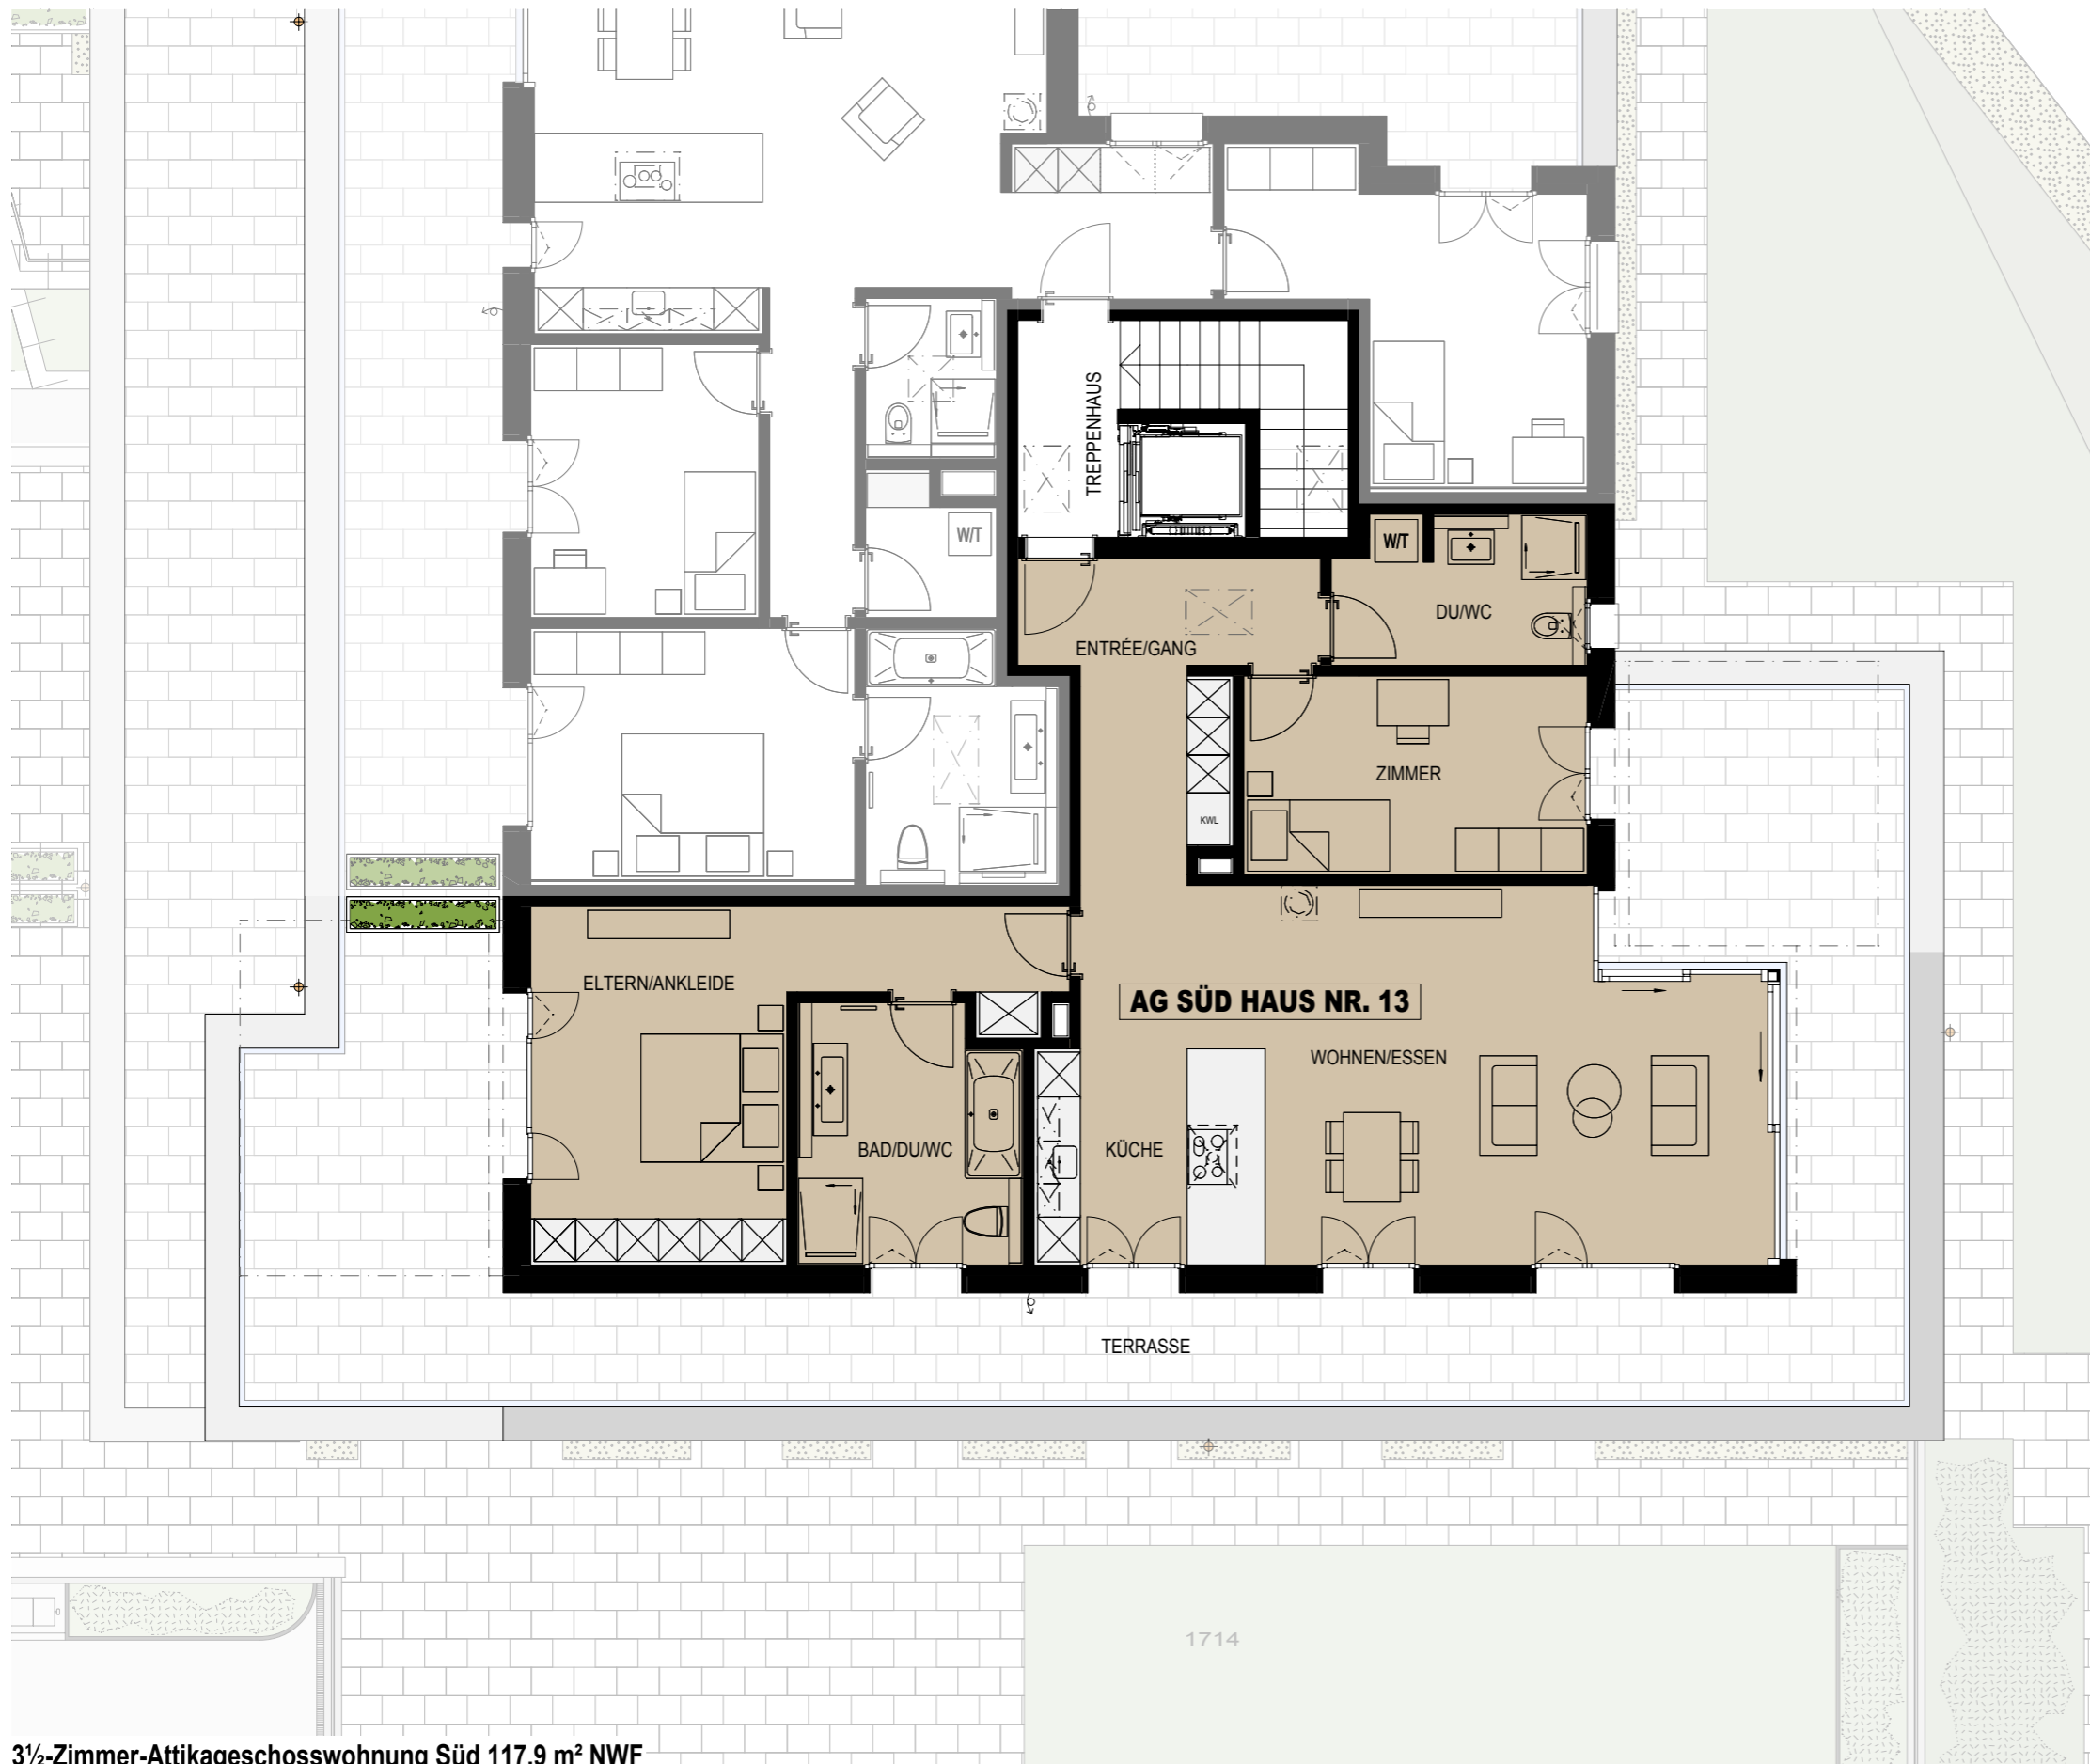 TREPPENHAUS
W/T
W/T
DU/WC
ENTRÉE/GANG
ZIMMER
KWL
ELTERN/ANKLEIDE
AG SÜD HAUS NR. 13
WOHNEN/ESSEN
BAD/DU/WC
KÜCHE
TERRASSE
1714
3½-Zimmer-Attikageschosswohnung Süd 117.9 m² NWF